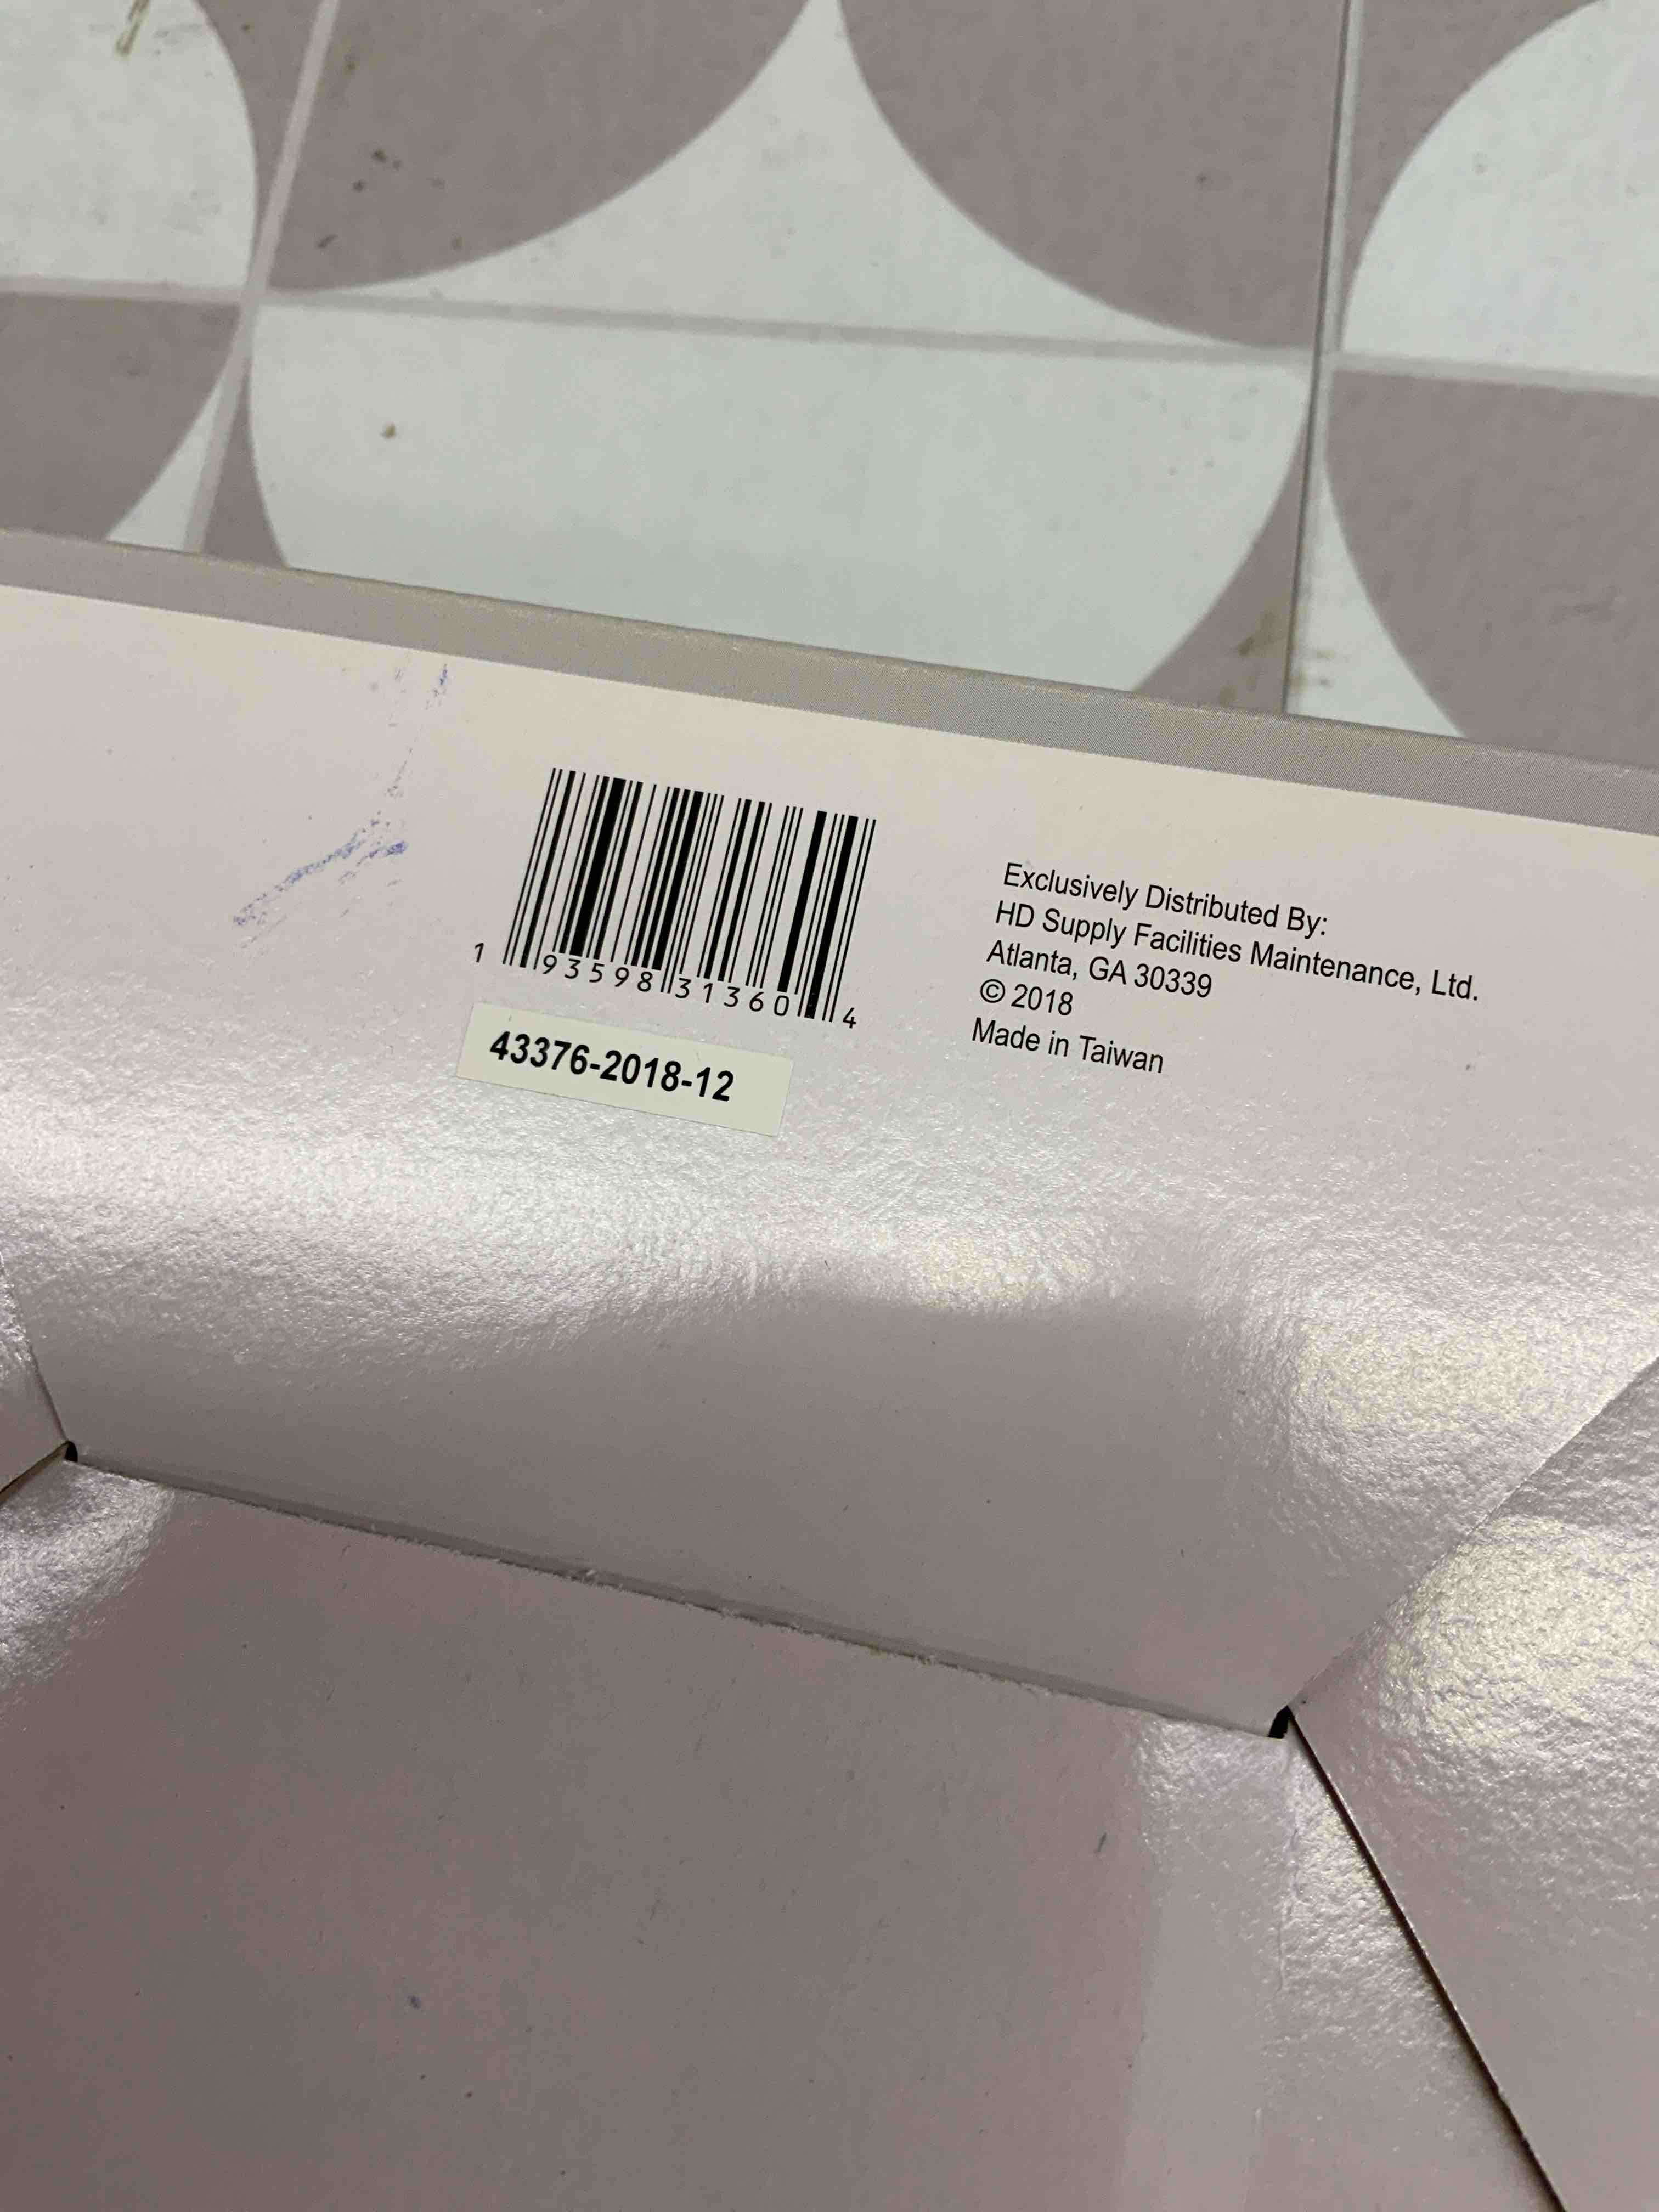 1 93598 31360 4
43376-2018-12
Exclusively Distributed By:
HD Supply Facilities Maintenance, Ltd.
Atlanta, GA 30339
© 2018
Made in Taiwan